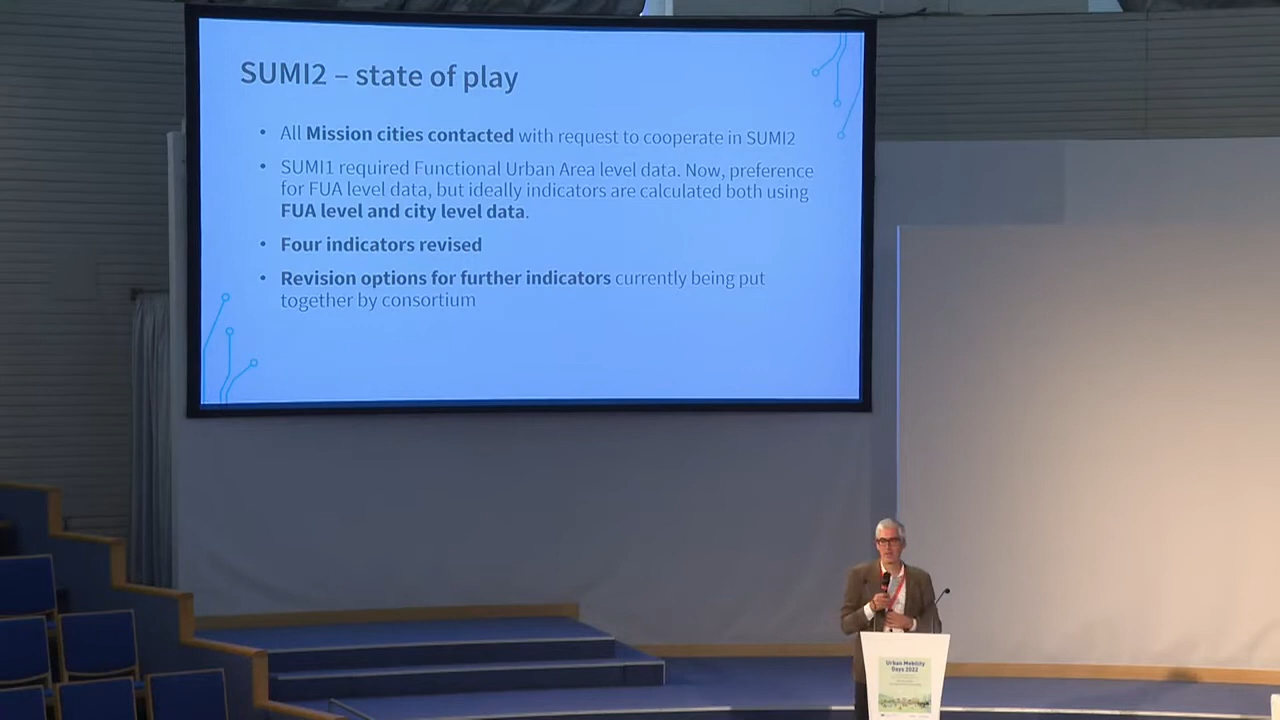 SUMI2 – state of play
• All Mission cities contacted with request to cooperate in SUMI2
• SUMI1 required Functional Urban Area level data. Now, preference
for FUA level data, but ideally indicators are calculated both using
FUA level and city level data.
• Four indicators revised
• Revision options for further indicators currently being put
together by consortium
Urban Mobility
Days 2022